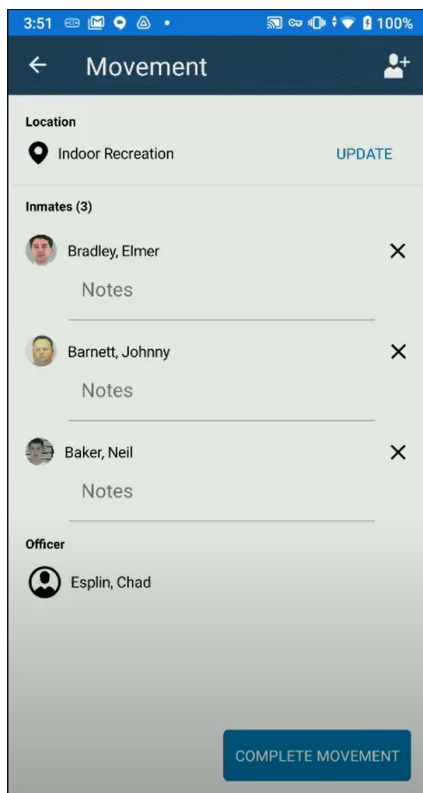 3:51 100%
Movement
Location
Indoor Recreation UPDATE
Inmates (3)
Bradley, Elmer
Notes
Barnett, Johnny
Notes
Baker, Neil
Notes
Officer
Esplin, Chad
COMPLETE MOVEMENT